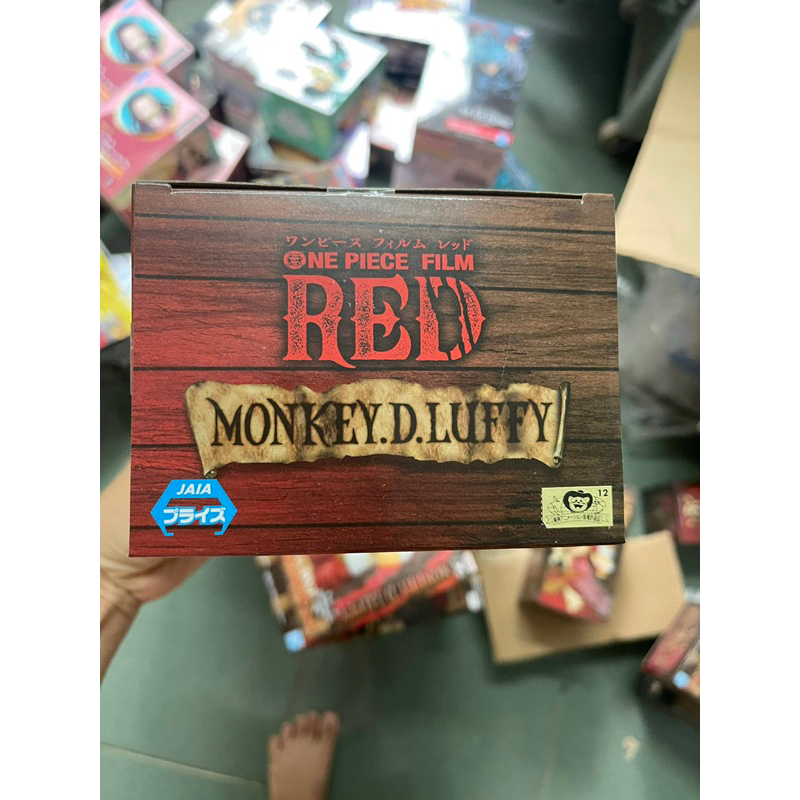 ワンピース フィルム レッド
ONE PIECE FILM
RED
MONKEY.D.LUFFY
JAIA
プライズ
12